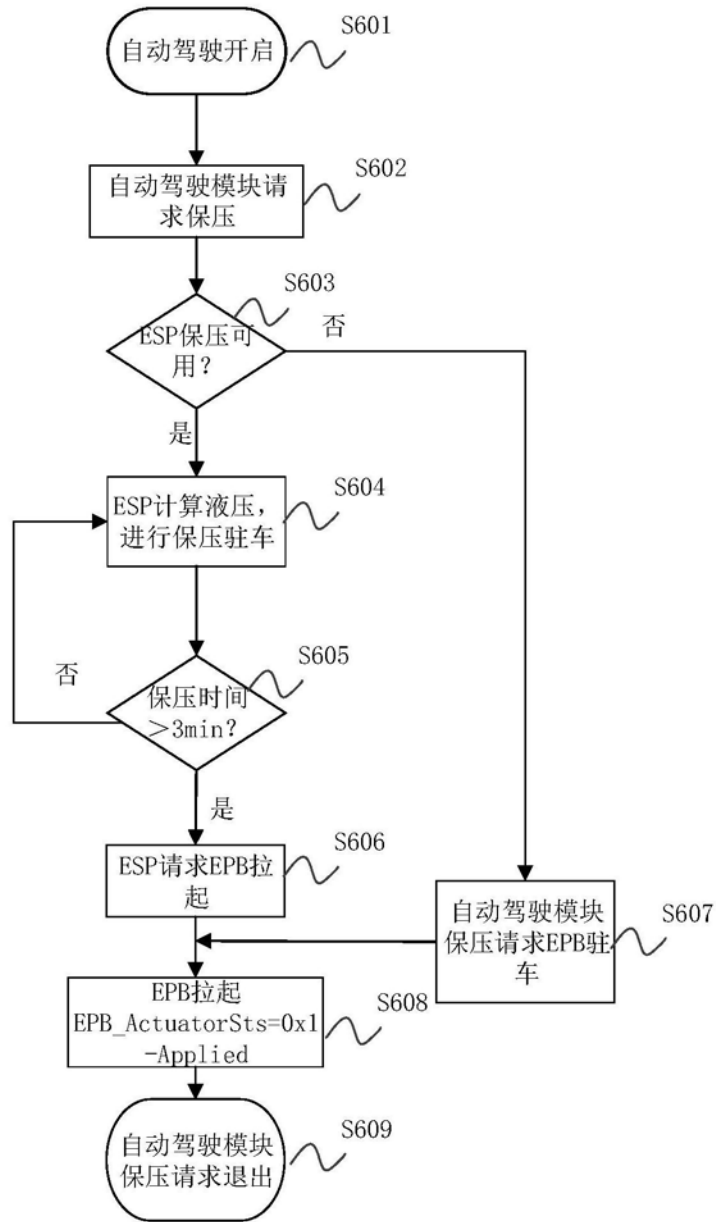 自动驾驶开启
S601
自动驾驶模块请
求保压
S602
S603
ESP保压可
用?
否
是
ESP计算液压，
进行保压驻车
S604
S605
保压时间
＞3min?
否
是
ESP请求EPB拉
起
S606
自动驾驶模块
保压请求EPB驻
车
S607
EPB拉起
EPB_ActuatorSts=0x1
-Applied
S608
自动驾驶模块
保压请求退出
S609